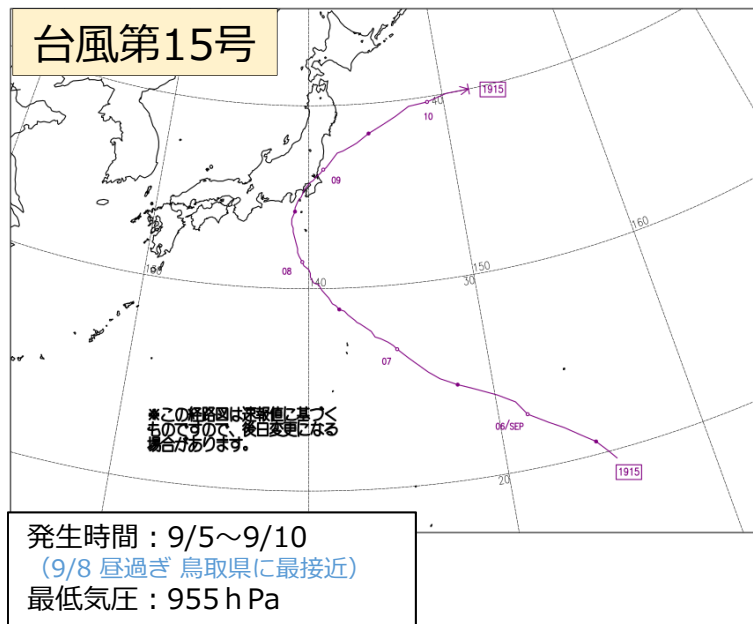 台風第15号
1915
40
10
09
08
130
140
30
150
160
07
06/SEP
20
1915
※この経路図は速報値に基づく
ものですので、後日変更になる
場合があります。
発生時間：9/5～9/10
（9/8 昼過ぎ 鳥取県に最接近）
最低気圧：955ｈPa